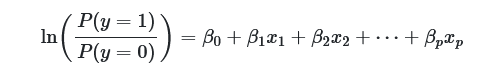 ln(P(y = 1)/P(y = 0)) = β₀ + β₁x₁ + β₂x₂ + ⋯ + βₚxₚ